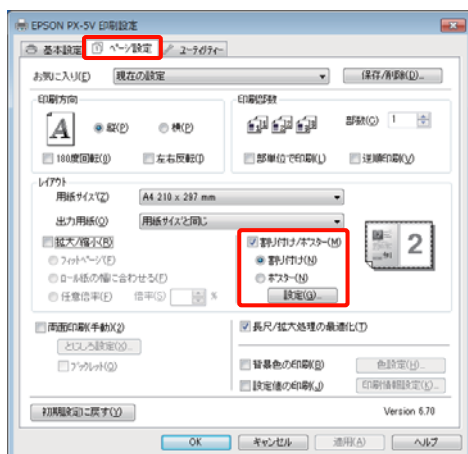 EPSON PX-5V 印刷設定
基本設定 ページ設定 ユーティリティー
お気に入り(E) 現在の設定 保存/削除(D)...
印刷方向 印刷部数
A 縦(P) 横(P) 部数(C) 1
180度回転(I) 左右反転(I) 部単位で印刷(L) 逆順印刷(V)
レイアウト
用紙サイズ(Z) A4 210 x 297 mm
出力用紙(O) 用紙サイズと同じ
拡大/縮小(B) 割り付け/ポスター(M)
フィットページ(F) 割り付け(N)
ロール紙の幅に合わせる(F) ポスター(N)
任意倍率(F) 倍率(S) % 設定(G)...
2
両面印刷(手動)(2) 長尺/拡大処理の最適化(T)
とじしろ設定(Q)...
ブックレット(Q) 背景色の印刷(R) 色設定(H)...
設定値の印刷(J) 印刷情報設定(K)...
初期設定に戻す(Y) Version 6.70
OK キャンセル 適用(A) ヘルプ